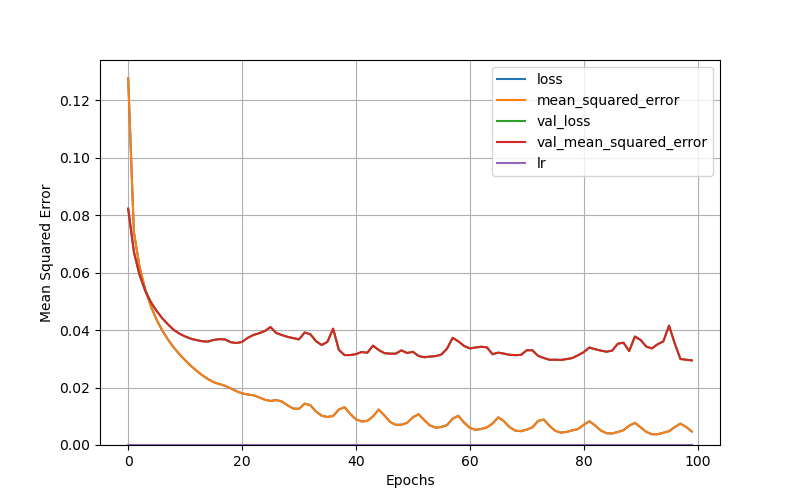 loss
mean_squared_error
val_loss
val_mean_squared_error
lr
Mean Squared Error
0.12
0.10
0.08
0.06
0.04
0.02
0.00
0 20 40 60 80 100
Epochs